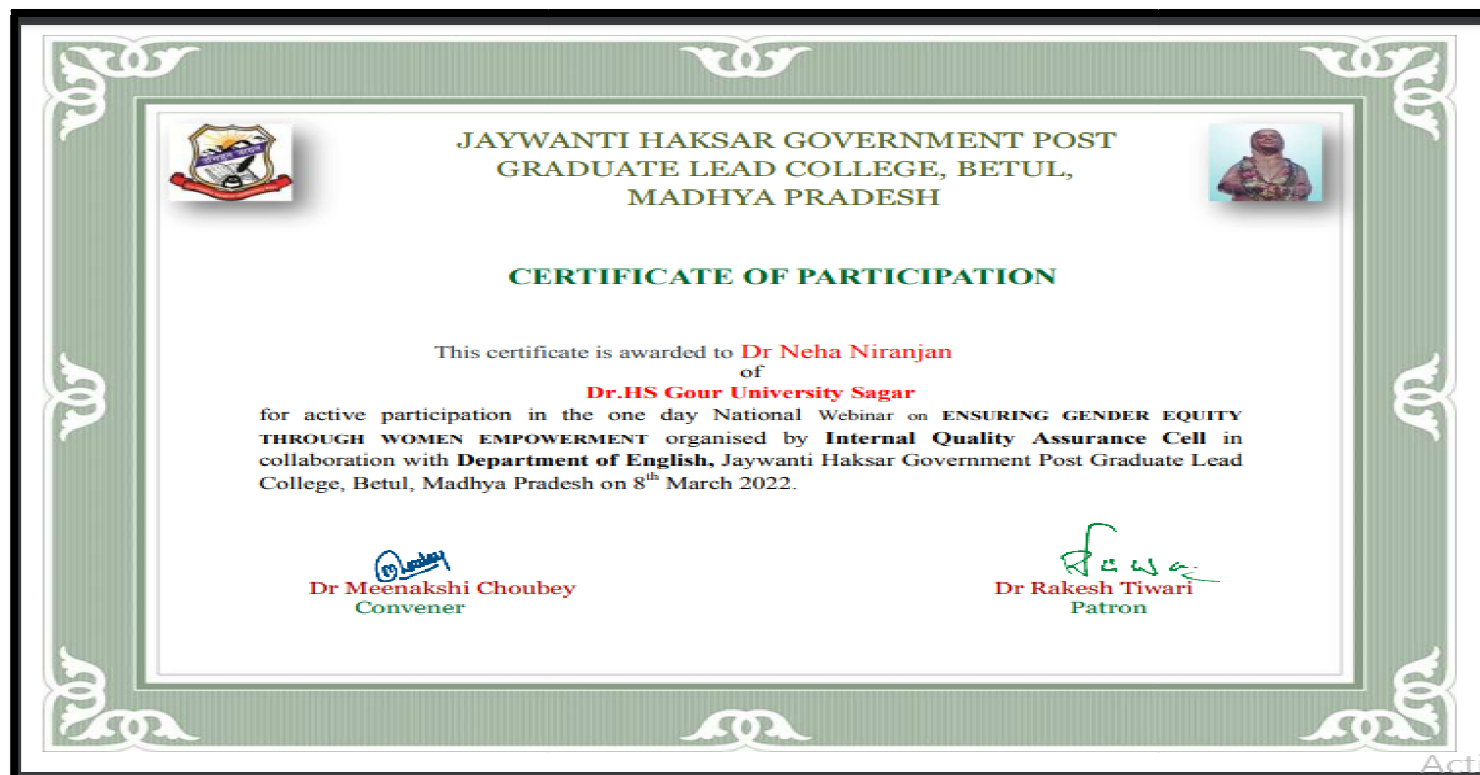 JAYWANTI HAKSAR GOVERNMENT POST
GRADUATE LEAD COLLEGE, BETUL,
MADHYA PRADESH
CERTIFICATE OF PARTICIPATION
This certificate is awarded to Dr Neha Niranjan
of
Dr.HS Gour University Sagar
for active participation in the one day National Webinar on ENSURING GENDER EQUITY
THROUGH WOMEN EMPOWERMENT organised by Internal Quality Assurance Cell in
collaboration with Department of English, Jaywanti Haksar Government Post Graduate Lead
College, Betul, Madhya Pradesh on 8th March 2022.
Dr Meenakshi Choubey
Convener
Dr Rakesh Tiwari
Patron
Acti